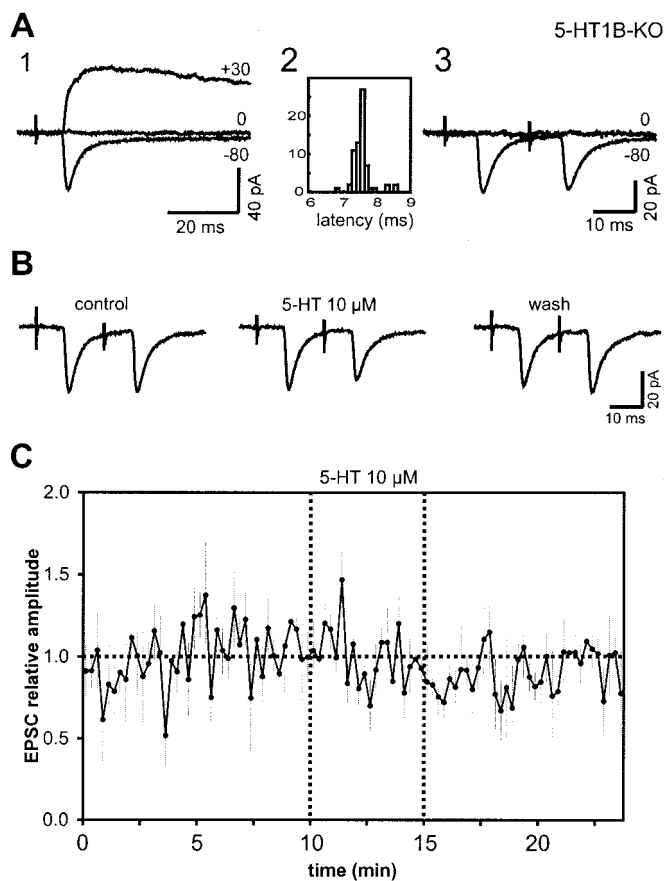 A
5-HT1B-KO
1
+30
0
-80
40 pA
20 ms
2
20
10
0
6 7 8 9
latency (ms)
3
0
-80
20 pA
10 ms
B
control
5-HT 10 µM
wash
20 pA
10 ms
C
5-HT 10 µM
EPSC relative amplitude
2.0
1.5
1.0
0.5
0.0
0 5 10 15 20
time (min)